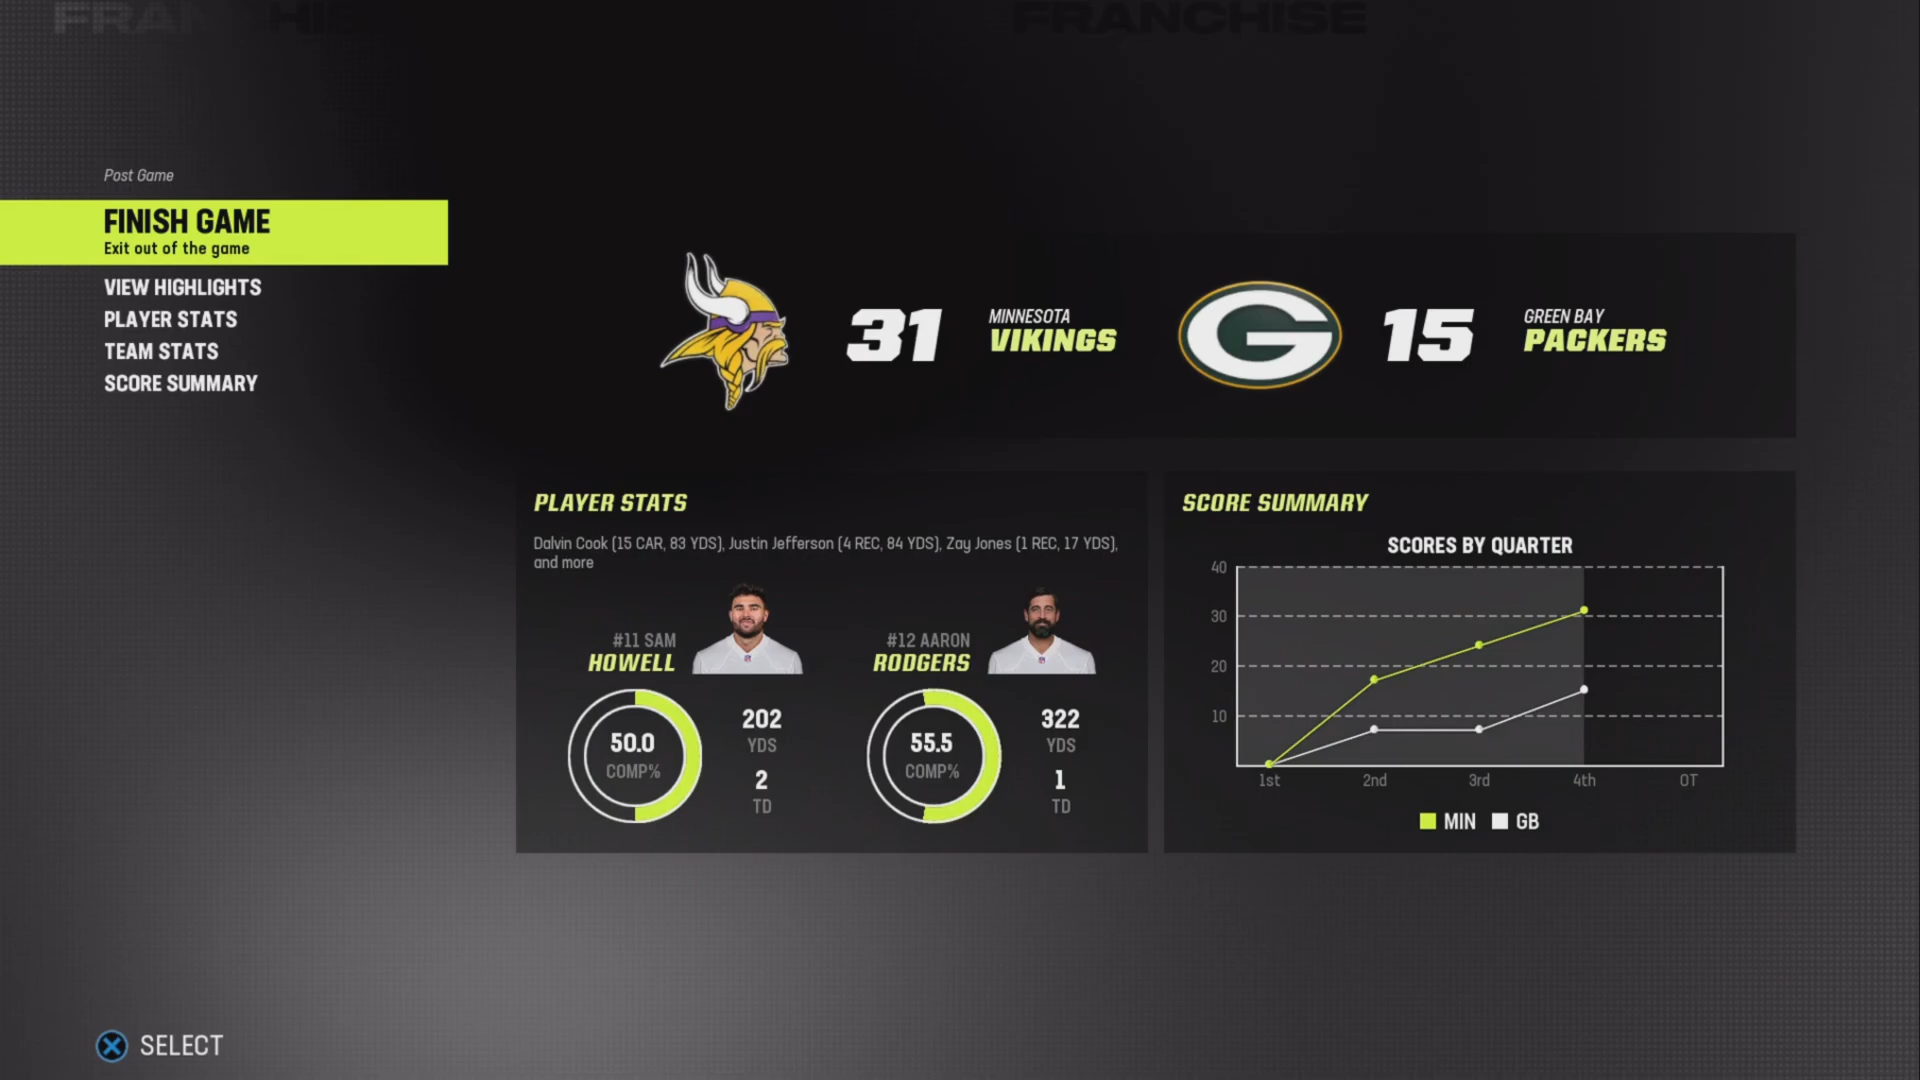 FRANCHISE
FRANCHISE
Post Game
FINISH GAME
Exit out of the game
VIEW HIGHLIGHTS
PLAYER STATS
TEAM STATS
SCORE SUMMARY
31
MINNESOTA
VIKINGS
G
15
GREEN BAY
PACKERS
PLAYER STATS
Dalvin Cook (15 CAR, 83 YDS), Justin Jefferson (4 REC, 84 YDS), Zay Jones (1 REC, 17 YDS),
and more
#11 SAM
HOWELL
50.0
COMP%
202
YDS
2
TD
#12 AARON
RODGERS
55.5
COMP%
322
YDS
1
TD
SCORE SUMMARY
SCORES BY QUARTER
40
30
20
10
1st
2nd
3rd
4th
OT
MIN
GB
SELECT